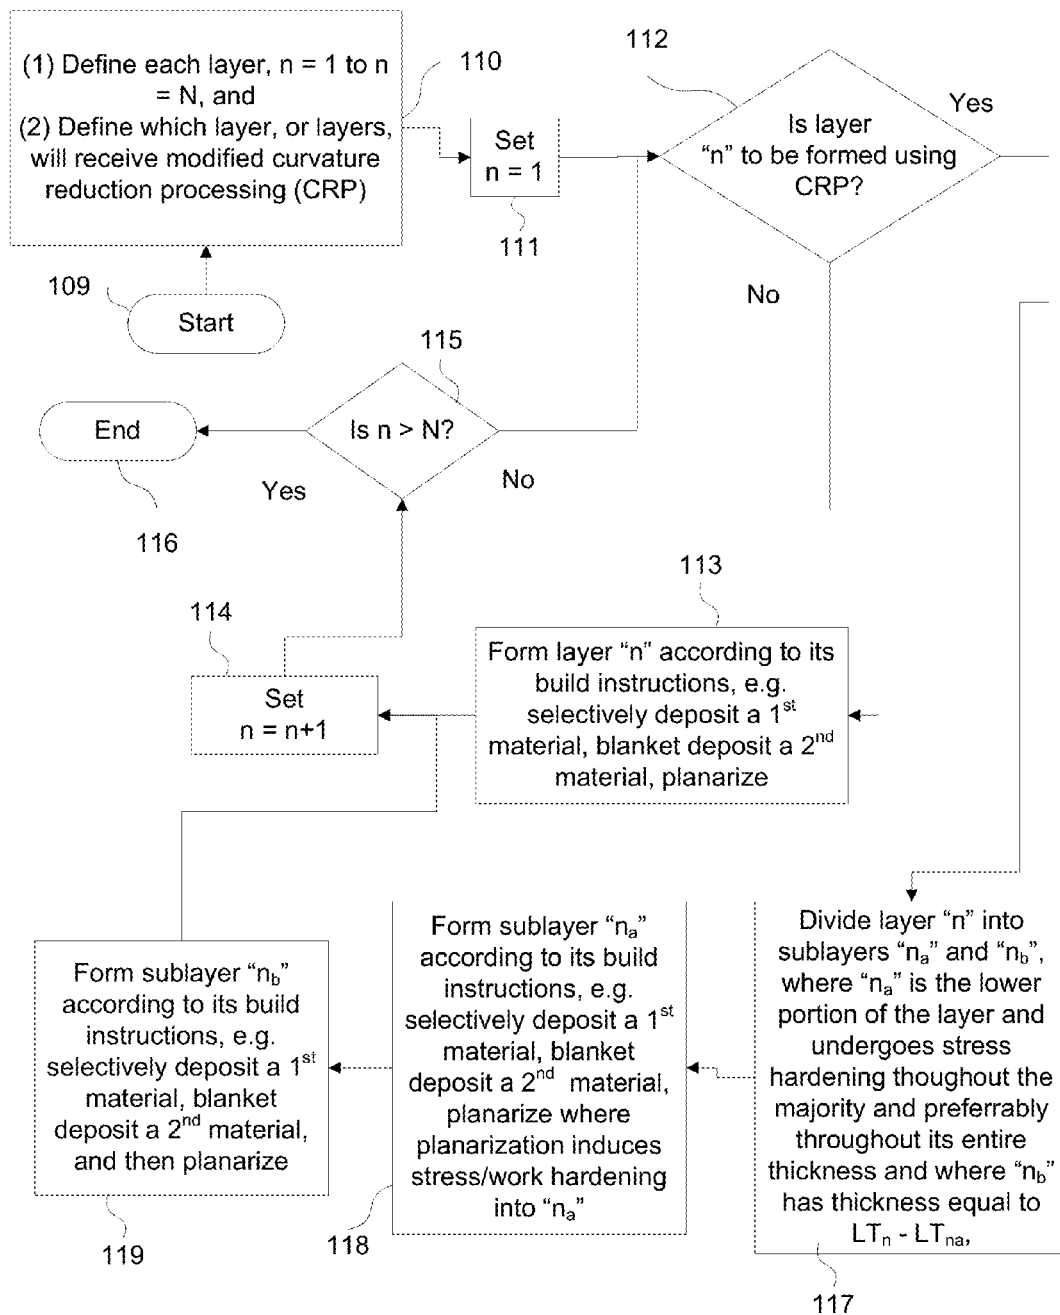 (1) Define each layer, n = 1 to n
= N, and
(2) Define which layer, or layers,
will receive modified curvature
reduction processing (CRP)
110
Set
n = 1
111
112
Is layer
“n” to be formed using
CRP?
Yes
No
109
Start
115
Is n > N?
End
Yes
No
116
113
114
Form layer “n” according to its
build instructions, e.g.
selectively deposit a 1st
material, blanket deposit a 2nd
material, planarize
Set
n = n+1
Divide layer “n” into
sublayers “na” and “nb”,
where “na” is the lower
portion of the layer and
undergoes stress
hardening thoughout the
majority and preferrably
throughout its entire
thickness and where “nb”
has thickness equal to
LTn - LTna,
117
Form sublayer “na”
according to its build
instructions, e.g.
selectively deposit a 1st
material, blanket
deposit a 2nd material,
planarize where
planarization induces
stress/work hardening
into “na”
118
Form sublayer “nb”
according to its build
instructions, e.g.
selectively deposit a 1st
material, blanket
deposit a 2nd material,
and then planarize
119